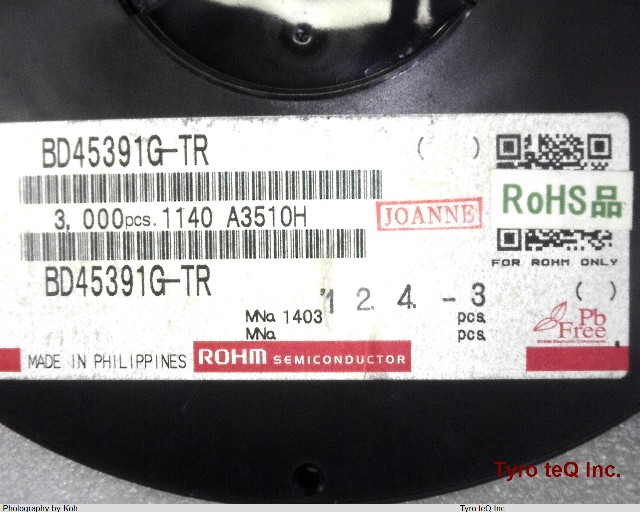 BD45391G-TR ( )
3,000pcs. 1140 A3510H
JOANNE
RoHS品
FOR ROHM ONLY
BD45391G-TR
'12.4.-3 ( )
MNo. 1403 pcs.
MNo. pcs.
Pb
Free
MADE IN PHILIPPINES ROHM SEMICONDUCTOR
Tyro teQ Inc.
Photography by Koh Tyro teQ Inc